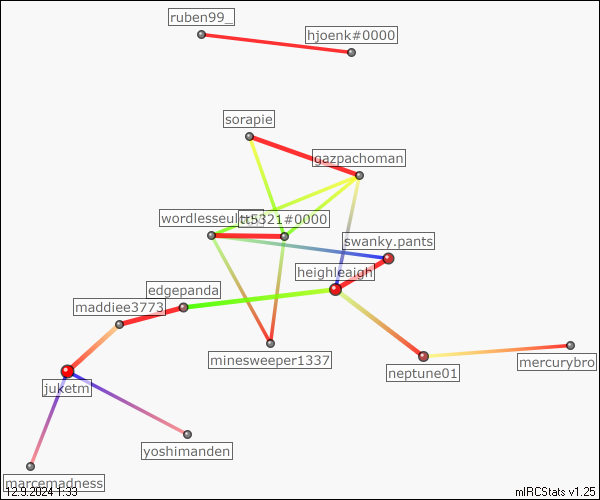 ruben99_
hjoenk#0000
sorapie
gazpachoman
tt5321#0000
swanky.pants
heighleaigh
edgepanda
maddiee3773
minesweeper1337
mercurybro
neptune01
juketm
yoshimanden
marcemadness
12.9.2024 1:33
mIRCStats v1.25